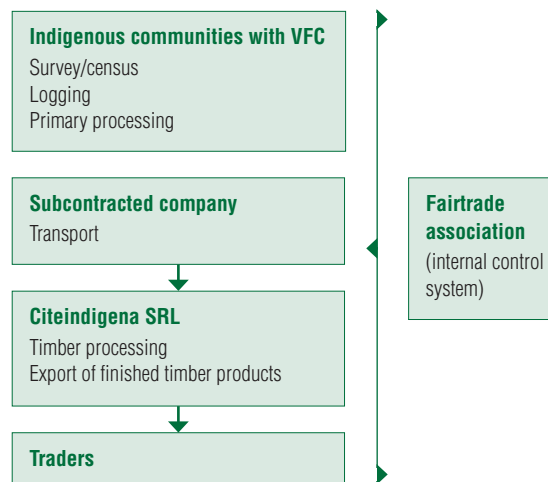 Indigenous communities with VFC
Survey/census
Logging
Primary processing
Subcontracted company
Transport
Citeindigena SRL
Timber processing
Export of finished timber products
Traders
Fairtrade
association
(internal control
system)